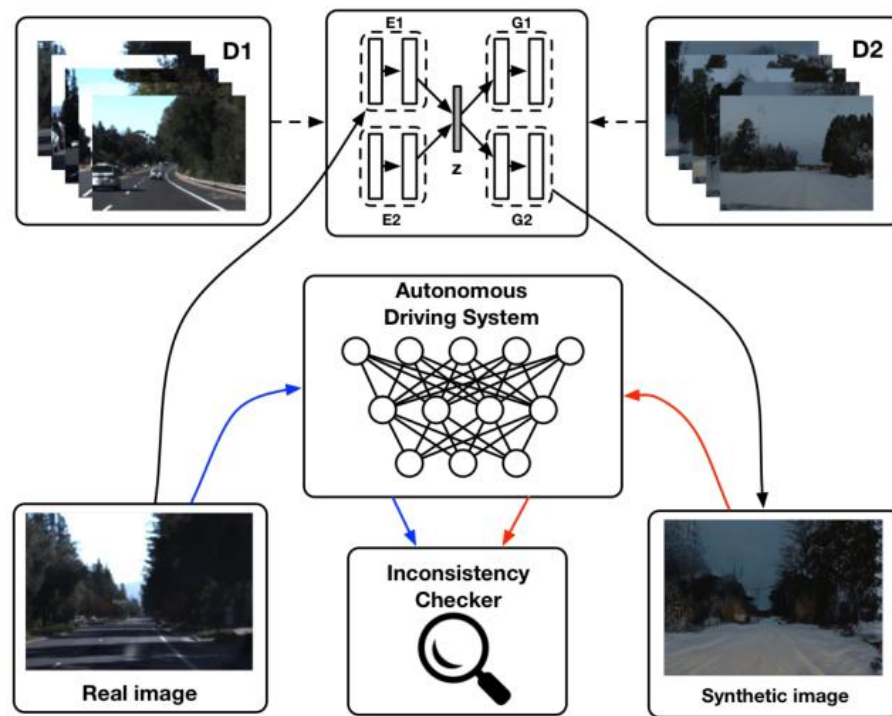 D1
E1
G1
D2
z
E2
G2
Autonomous
Driving System
Inconsistency
Checker
Real image
Synthetic image